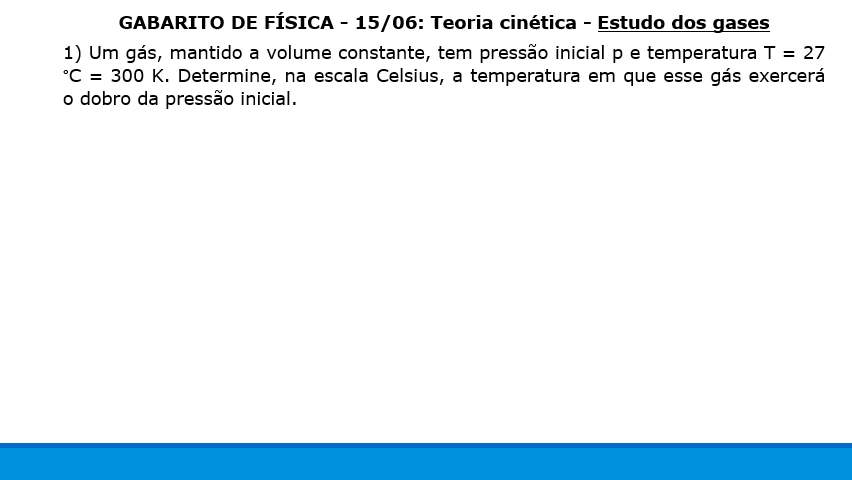 GABARITO DE FÍSICA - 15/06: Teoria cinética - Estudo dos gases
1) Um gás, mantido a volume constante, tem pressão inicial p e temperatura T = 27
°C = 300 K. Determine, na escala Celsius, a temperatura em que esse gás exercerá
o dobro da pressão inicial.